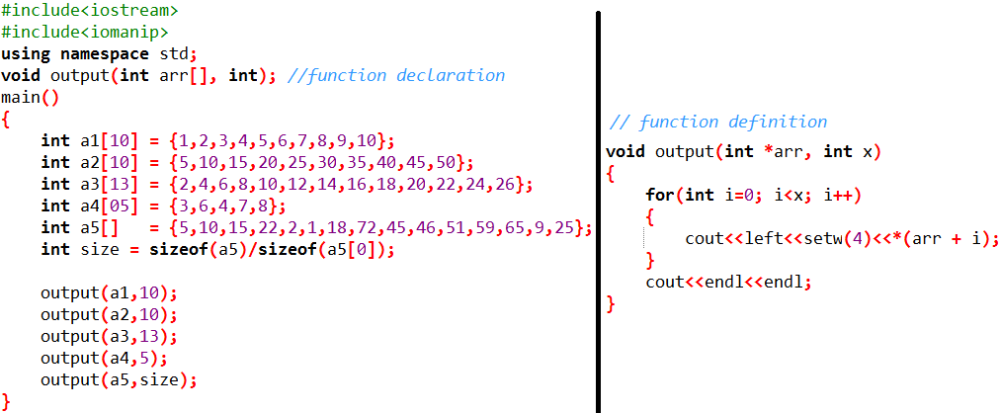 #include<iostream>
#include<iomanip>
using namespace std;
void output(int arr[], int); //function declaration
main()
{
    int a1[10] = {1,2,3,4,5,6,7,8,9,10};
    int a2[10] = {5,10,15,20,25,30,35,40,45,50};
    int a3[13] = {2,4,6,8,10,12,14,16,18,20,22,24,26};
    int a4[05] = {3,6,4,7,8};
    int a5[]   = {5,10,15,22,2,1,18,72,45,46,51,59,65,9,25};
    int size = sizeof(a5)/sizeof(a5[0]);

    output(a1,10);
    output(a2,10);
    output(a3,13);
    output(a4,5);
    output(a5,size);
}
// function definition
void output(int *arr, int x)
{
    for(int i=0; i<x; i++)
    {
        cout<<left<<setw(4)<<*(arr + i);
    }
    cout<<endl<<endl;
}